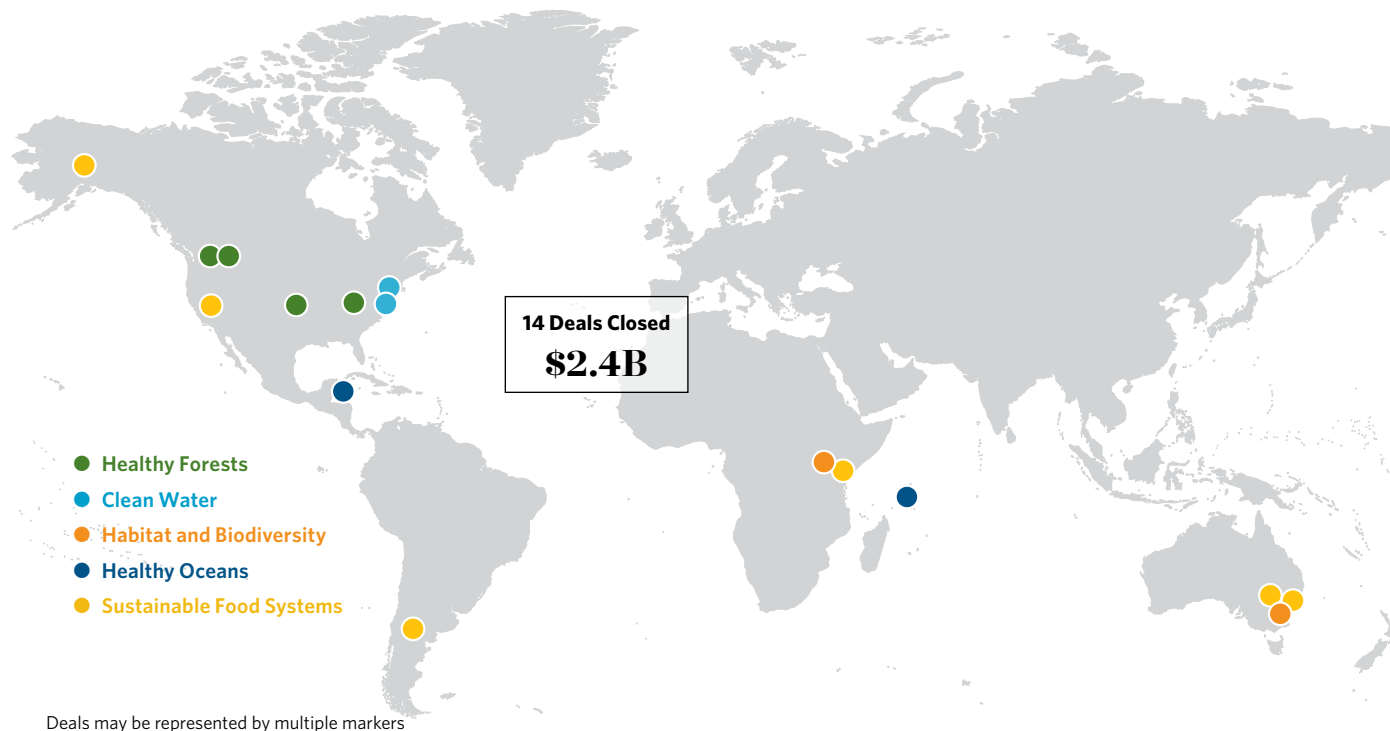 14 Deals Closed
$2.4B
Healthy Forests
Clean Water
Habitat and Biodiversity
Healthy Oceans
Sustainable Food Systems
Deals may be represented by multiple markers